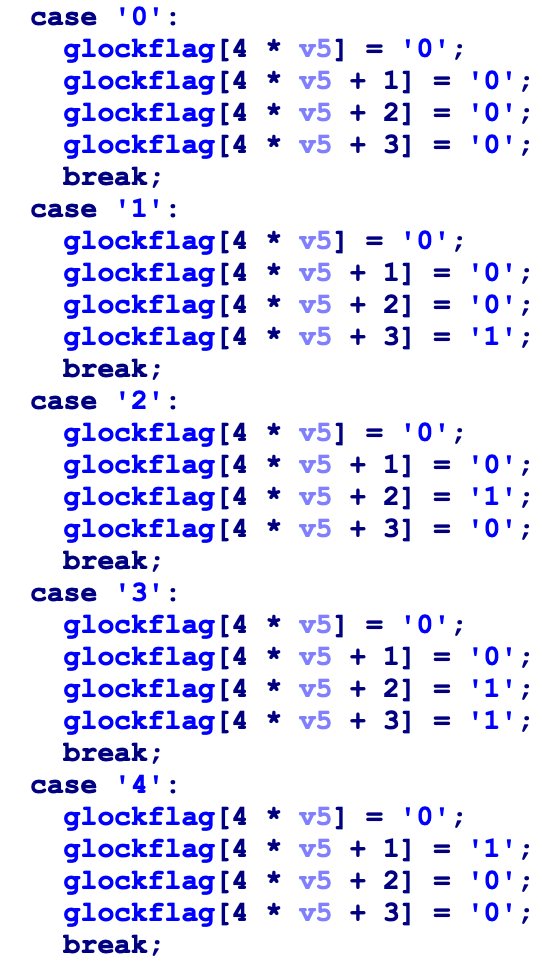 case '0':
glockflag[4 * v5] = '0';
glockflag[4 * v5 + 1] = '0';
glockflag[4 * v5 + 2] = '0';
glockflag[4 * v5 + 3] = '0';
break;
case '1':
glockflag[4 * v5] = '0';
glockflag[4 * v5 + 1] = '0';
glockflag[4 * v5 + 2] = '0';
glockflag[4 * v5 + 3] = '1';
break;
case '2':
glockflag[4 * v5] = '0';
glockflag[4 * v5 + 1] = '0';
glockflag[4 * v5 + 2] = '1';
glockflag[4 * v5 + 3] = '0';
break;
case '3':
glockflag[4 * v5] = '0';
glockflag[4 * v5 + 1] = '0';
glockflag[4 * v5 + 2] = '1';
glockflag[4 * v5 + 3] = '1';
break;
case '4':
glockflag[4 * v5] = '0';
glockflag[4 * v5 + 1] = '1';
glockflag[4 * v5 + 2] = '0';
glockflag[4 * v5 + 3] = '0';
break;